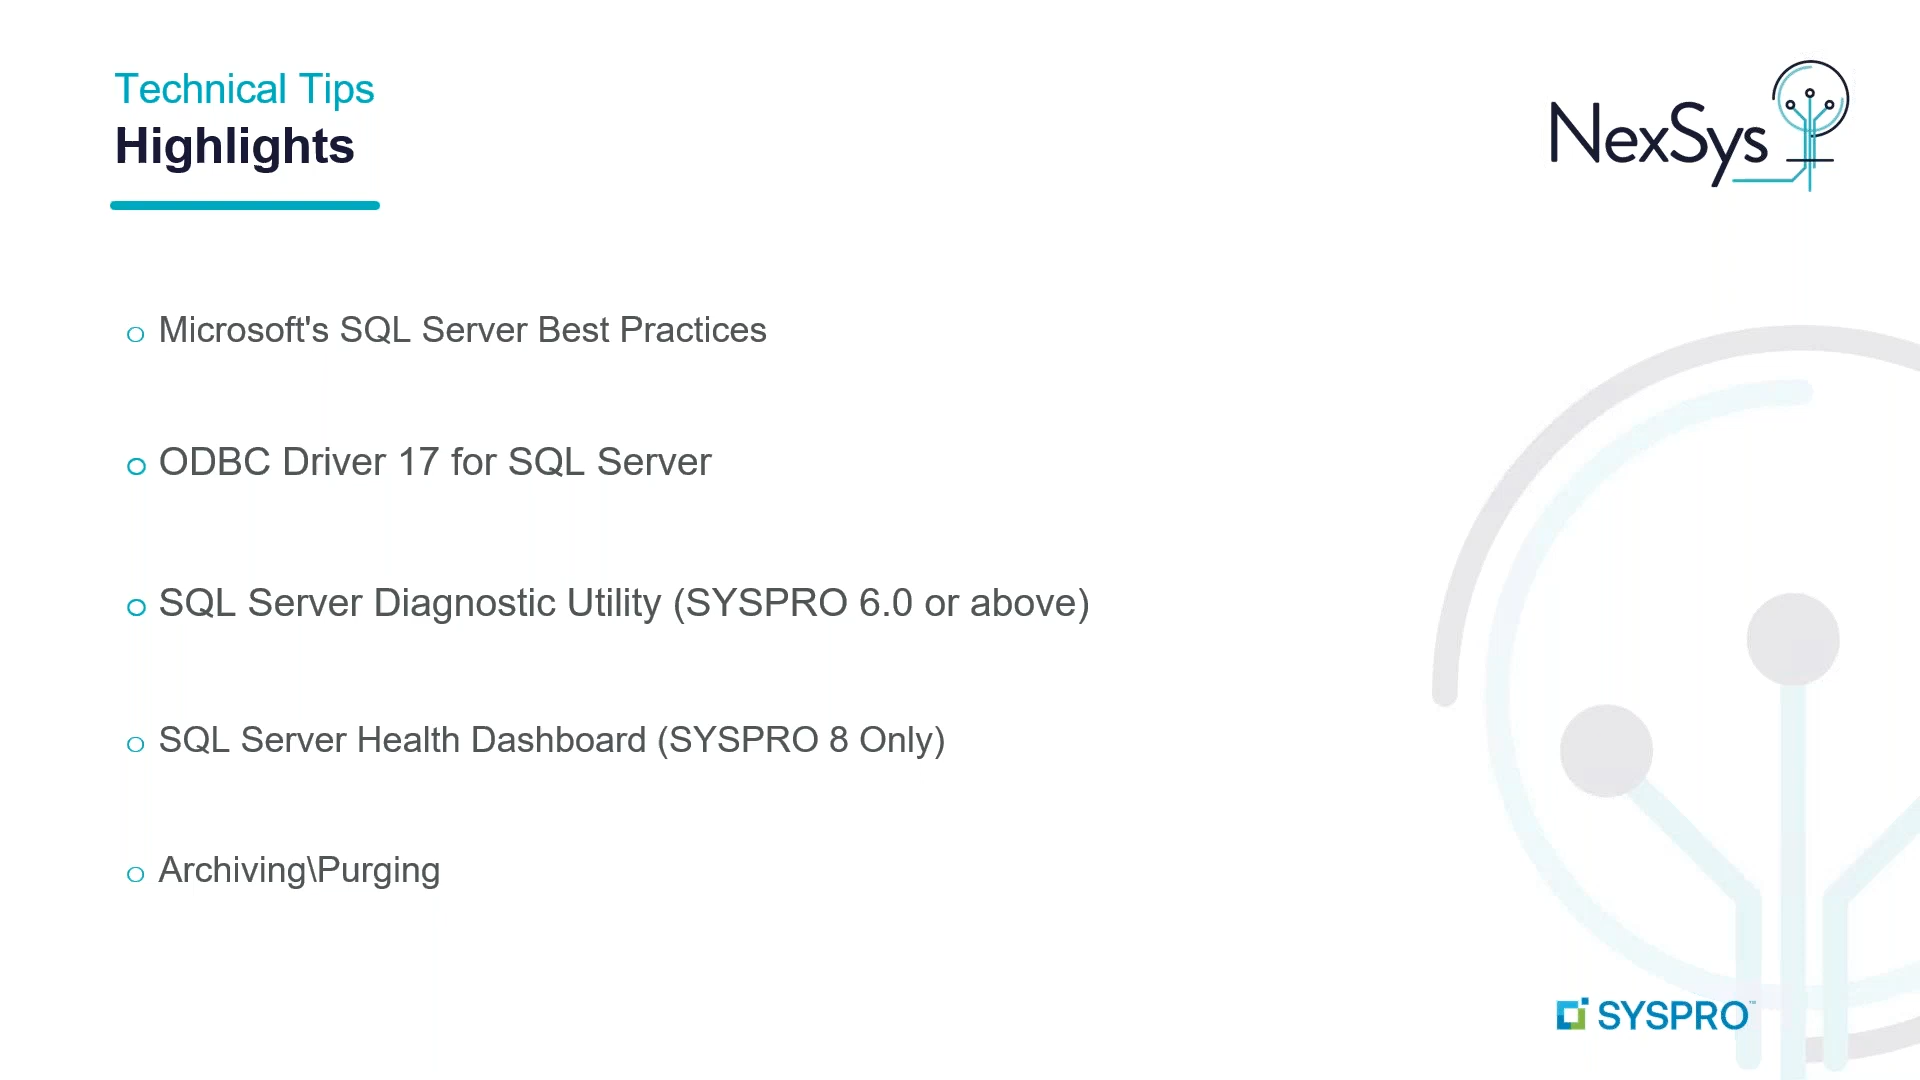 Technical Tips
Highlights
NexSys
o Microsoft's SQL Server Best Practices
o ODBC Driver 17 for SQL Server
o SQL Server Diagnostic Utility (SYSPRO 6.0 or above)
o SQL Server Health Dashboard (SYSPRO 8 Only)
o Archiving\Purging
SYSPRO™